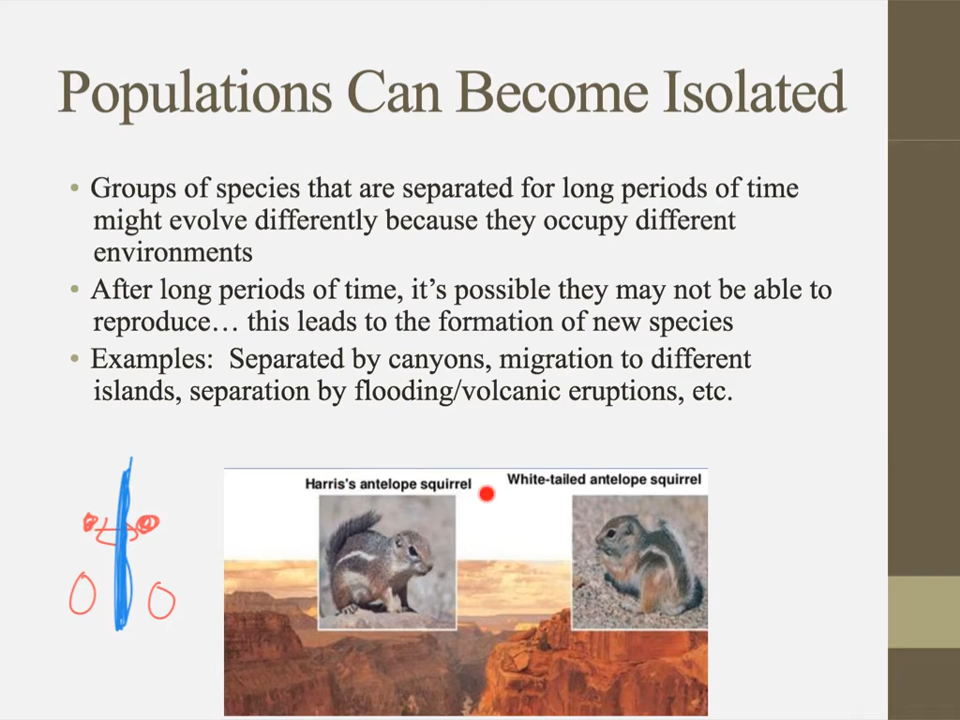 Populations Can Become Isolated
• Groups of species that are separated for long periods of time
might evolve differently because they occupy different
environments
• After long periods of time, it’s possible they may not be able to
reproduce… this leads to the formation of new species
• Examples:  Separated by canyons, migration to different
islands, separation by flooding/volcanic eruptions, etc.
Harris's antelope squirrel
White-tailed antelope squirrel